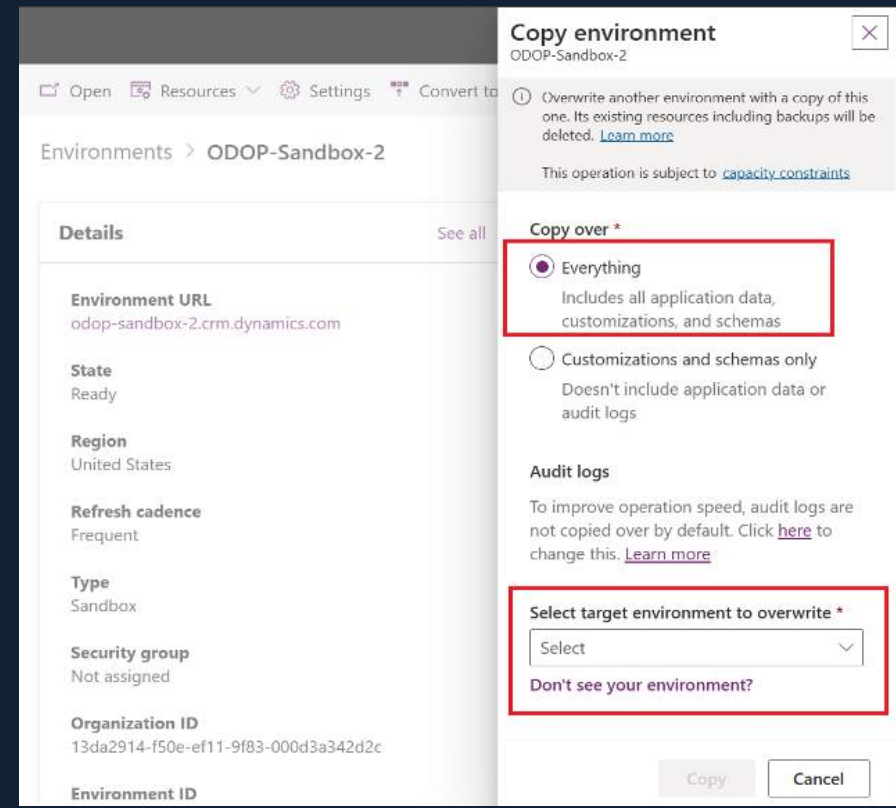 Open Resources Settings Convert to
Environments > ODOP-Sandbox-2
Details See all
Environment URL
odop-sandbox-2.crm.dynamics.com
State
Ready
Region
United States
Refresh cadence
Frequent
Type
Sandbox
Security group
Not assigned
Organization ID
13da2914-f50e-ef11-9f83-000d3a342d2c
Environment ID
Copy environment
ODOP-Sandbox-2
Overwrite another environment with a copy of this
one. Its existing resources including backups will be
deleted. Learn more
This operation is subject to capacity constraints
Copy over *
Everything
Includes all application data,
customizations, and schemas
Customizations and schemas only
Doesn't include application data or
audit logs
Audit logs
To improve operation speed, audit logs are
not copied over by default. Click here to
change this. Learn more
Select target environment to overwrite *
Select
Don't see your environment?
Copy Cancel